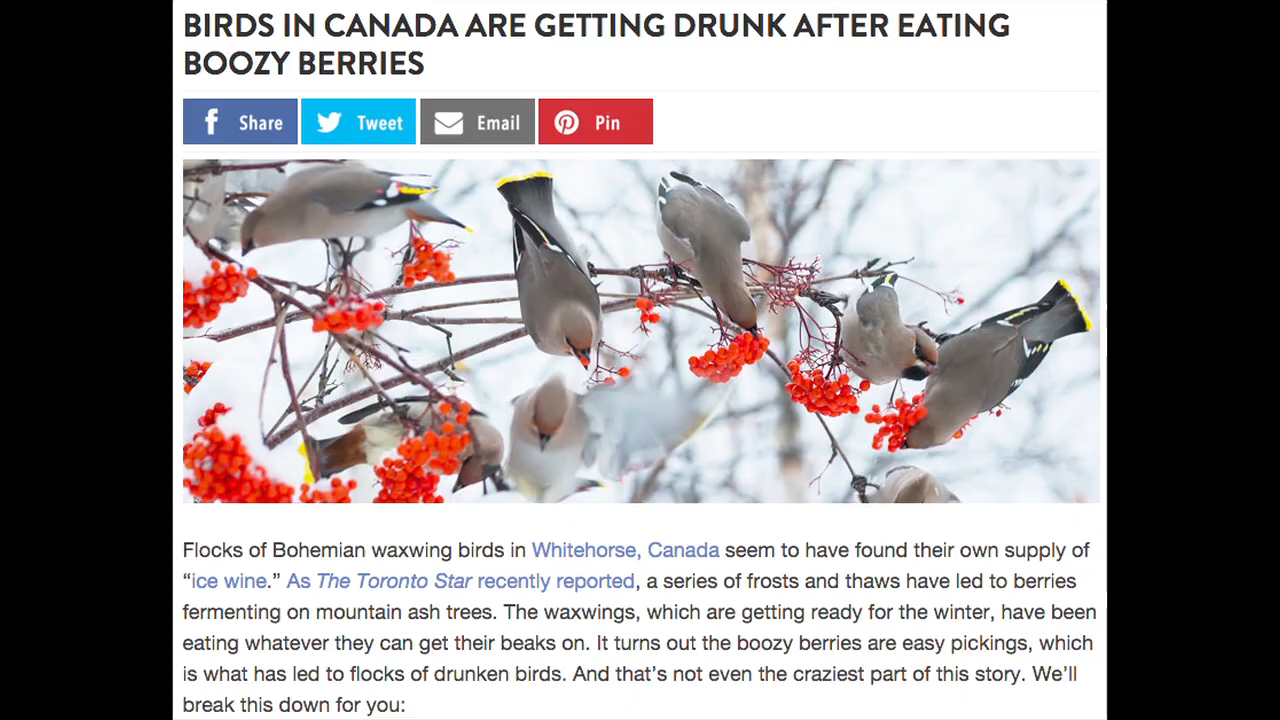 BIRDS IN CANADA ARE GETTING DRUNK AFTER EATING
BOOZY BERRIES
Share Tweet Email Pin
Flocks of Bohemian waxwing birds in Whitehorse, Canada seem to have found their own supply of
“ice wine.” As The Toronto Star recently reported, a series of frosts and thaws have led to berries
fermenting on mountain ash trees. The waxwings, which are getting ready for the winter, have been
eating whatever they can get their beaks on. It turns out the boozy berries are easy pickings, which
is what has led to flocks of drunken birds. And that’s not even the craziest part of this story. We’ll
break this down for you: